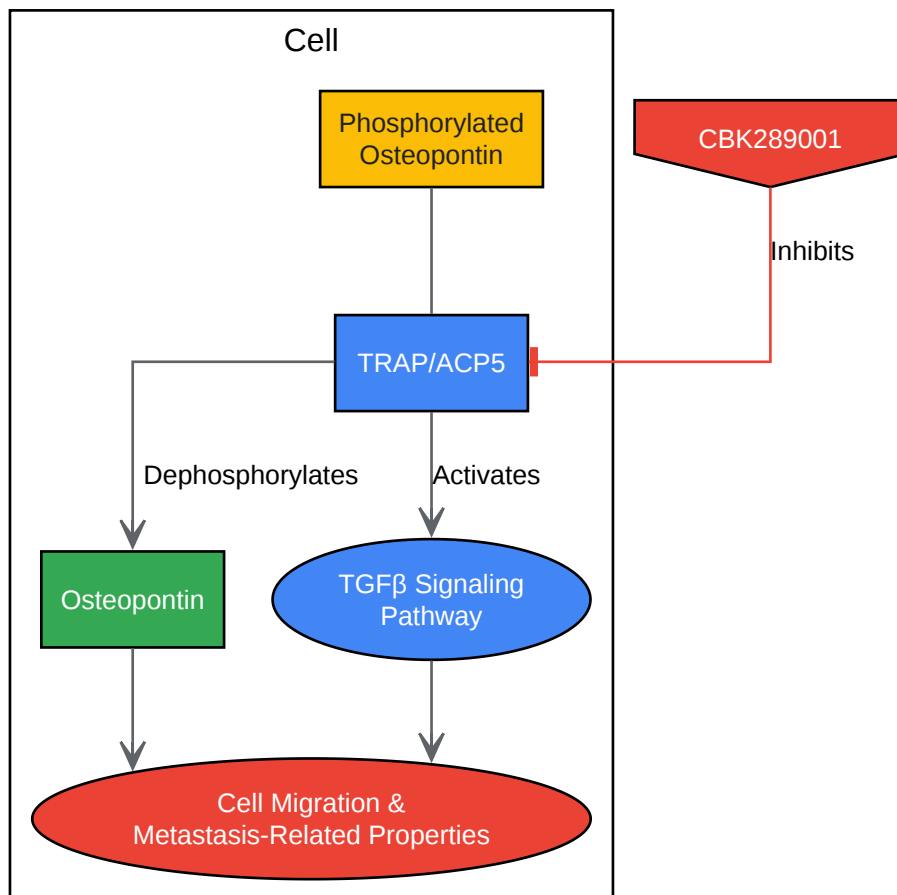 Cell
Phosphorylated
Osteopontin
CBK289001
Inhibits
TRAP/ACP5
Dephosphorylates
Activates
Osteopontin
TGFβ Signaling
Pathway
Cell Migration &
Metastasis-Related Properties